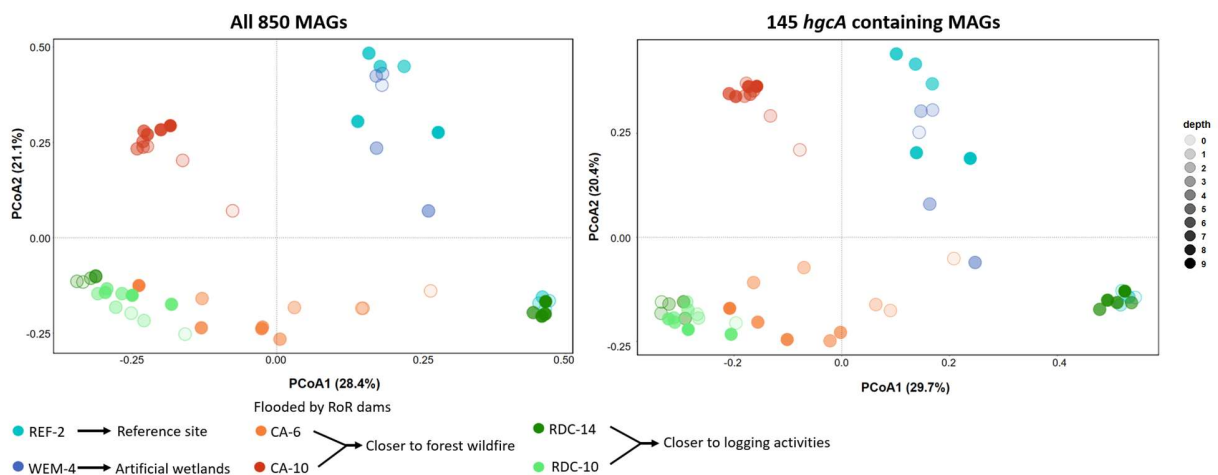 All 850 MAGs
145 hgcA containing MAGs
0.50
0.25
0.00
-0.25
PCoA2 (21.1%)
-0.25
0.00
0.25
0.50
PCoA1 (28.4%)
0.25
0.00
-0.25
PCoA2 (20.4%)
-0.2
0.0
0.2
0.4
PCoA1 (29.7%)
depth
0
1
2
3
4
5
6
7
8
9
Flooded by RoR dams
REF-2
Reference site
WEM-4
Artificial wetlands
CA-6
CA-10
Closer to forest wildfire
RDC-14
RDC-10
Closer to logging activities